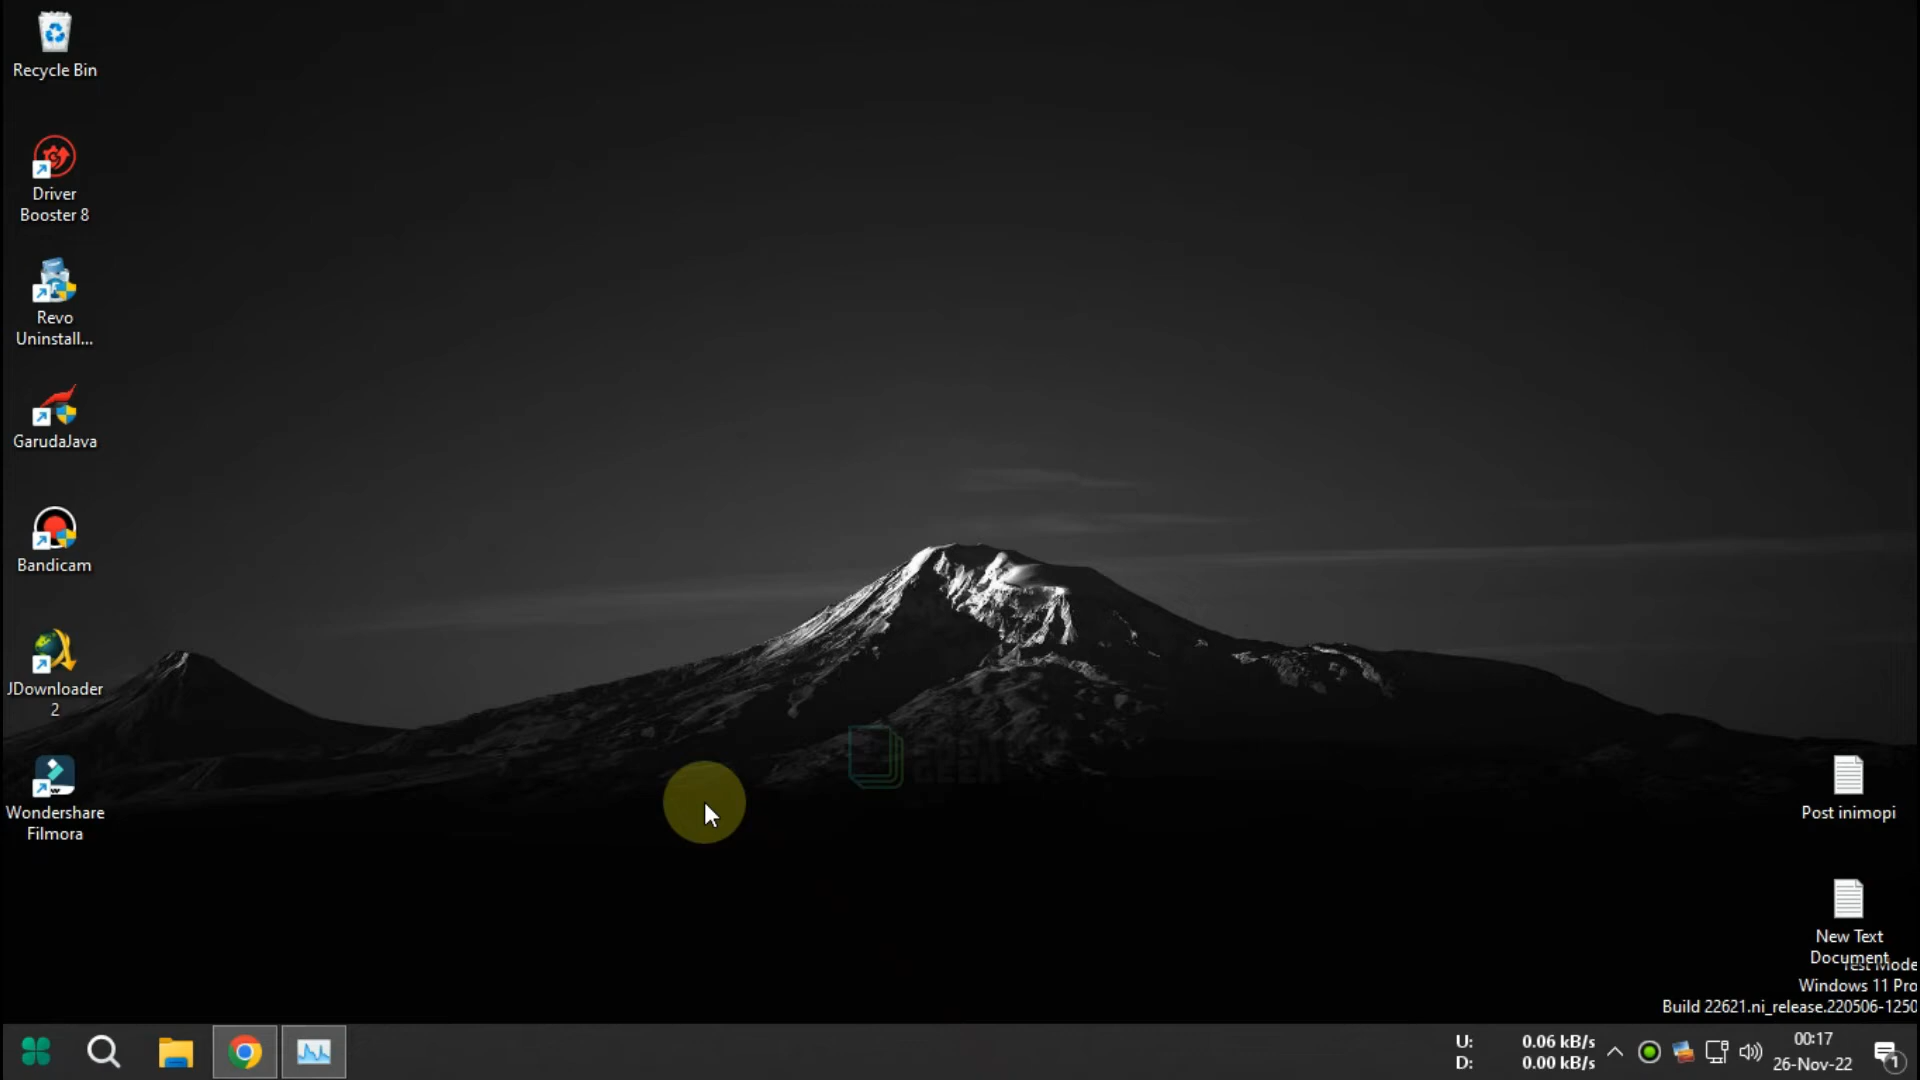 Recycle Bin
Driver
Booster 8
Revo
Uninstall...
GarudaJava
Bandicam
JDownloader
2
Wondershare
Filmora
Post inimopi
New Text
Document
Test Mode
Windows 11 Pro
Build 22621.ni_release.220506-1250
U: 0.06 kB/s
D: 0.00 kB/s
00:17
26-Nov-22
1